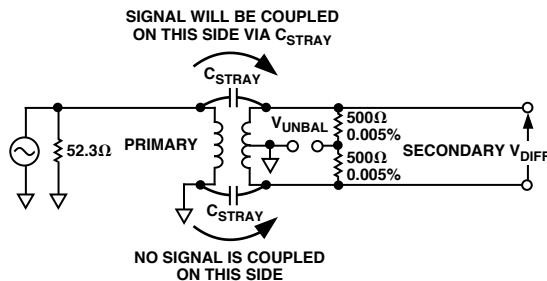 SIGNAL WILL BE COUPLED
ON THIS SIDE VIA CSTRAY
CSTRAY
52.3Ω
PRIMARY
VUNBAL
500Ω
0.005%
500Ω
0.005%
SECONDARY VDIFF
CSTRAY
NO SIGNAL IS COUPLED
ON THIS SIDE